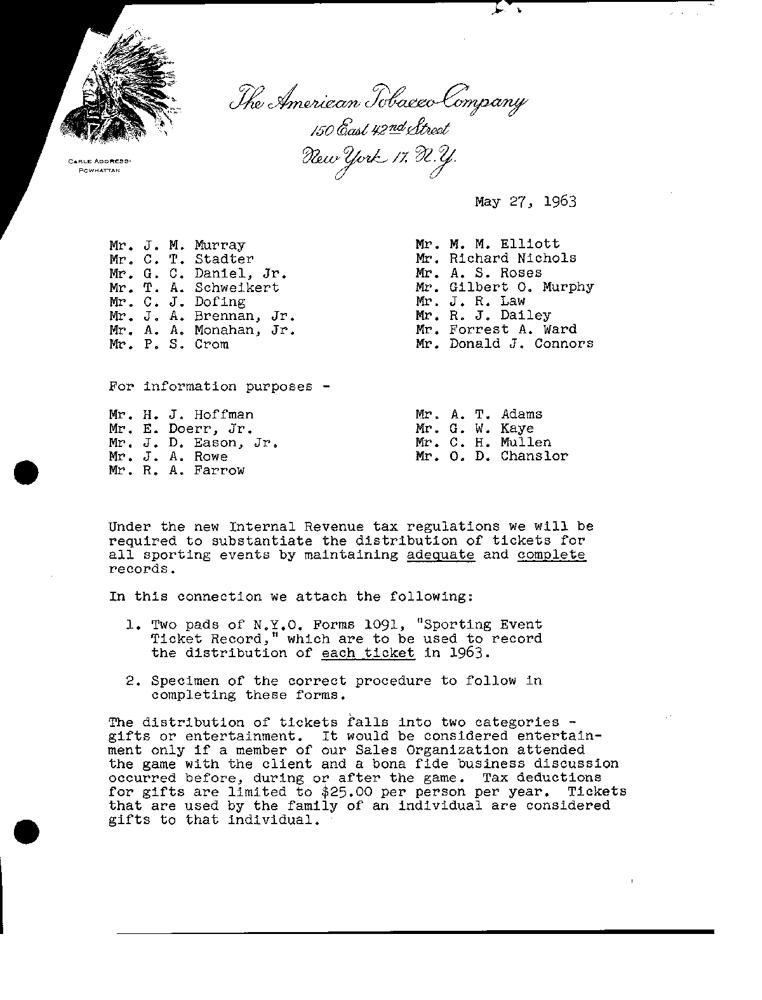 The American Tobacco Company
150 East 42nd Street
New York 17, N.Y.
CABLE ADDRESS:
POWHATTAN
May 27, 1963
Mr. J. M. Murray
Mr. C. T. Stadter
Mr. G. C. Daniel, Jr.
Mr. T. A. Schweikert
Mr. C. J. Dofing
Mr. J. A. Brennan, Jr.
Mr. A. A. Monahan, Jr.
Mr. P. S. Crom
Mr. M. M. Elliott
Mr. Richard Nichols
Mr. A. S. Roses
Mr. Gilbert O. Murphy
Mr. J. R. Law
Mr. R. J. Dailey
Mr. Forrest A. Ward
Mr. Donald J. Connors
For information purposes -
Mr. H. J. Hoffman
Mr. E. Doerr, Jr.
Mr. J. D. Eason, Jr.
Mr. J. A. Rowe
Mr. R. A. Farrow
Mr. A. T. Adams
Mr. G. W. Kaye
Mr. C. H. Mullen
Mr. O. D. Chanslor
Under the new Internal Revenue tax regulations we will be
required to substantiate the distribution of tickets for
all sporting events by maintaining adequate and complete
records.
In this connection we attach the following:
1. Two pads of N.Y.O. Forms 1091, "Sporting Event
Ticket Record," which are to be used to record
the distribution of each ticket in 1963.
2. Specimen of the correct procedure to follow in
completing these forms.
The distribution of tickets falls into two categories -
gifts or entertainment. It would be considered entertain-
ment only if a member of our Sales Organization attended
the game with the client and a bona fide business discussion
occurred before, during or after the game. Tax deductions
for gifts are limited to $25.00 per person per year. Tickets
that are used by the family of an individual are considered
gifts to that individual.